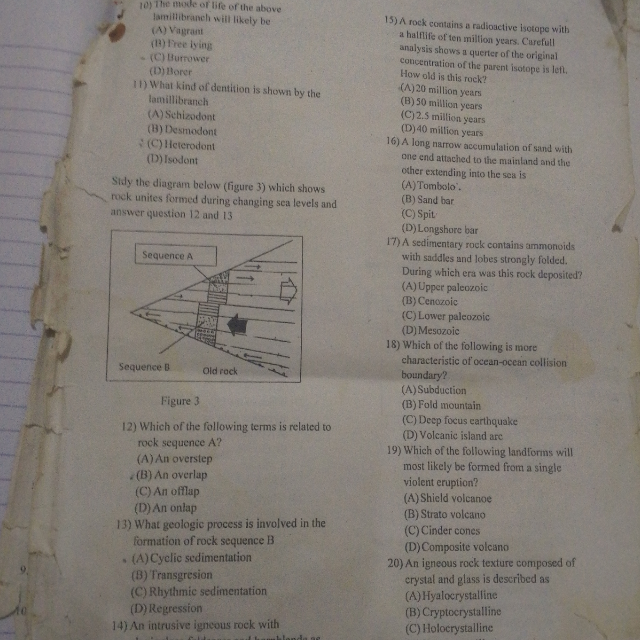 10) The mode of life of the above
lamillibranch will likely be
(A) Vagrant
(B) Free lying
(C) Burrower
(D) Borer
11) What kind of dentition is shown by the
lamillibranch
(A) Schizodont
(B) Desmodont
(C) Heterodont
(D) Isodont
Stdy the diagram below (figure 3) which shows
rock unites formed during changing sea levels and
answer question 12 and 13
Sequence A
Sequence B
Old rock
Figure 3
12) Which of the following terms is related to
rock sequence A?
(A) An overstep
(B) An overlap
(C) An offlap
(D) An onlap
13) What geologic process is involved in the
formation of rock sequence B
(A) Cyclic sedimentation
(B) Transgresion
(C) Rhythmic sedimentation
(D) Regression
14) An intrusive igneous rock with
15) A rock contains a radioactive isotope with
a halflife of ten million years. Carefull
analysis shows a querter of the original
concentration of the parent isotope is left.
How old is this rock?
(A) 20 million years
(B) 50 million years
(C) 2.5 million years
(D) 40 million years
16) A long narrow accumulation of sand with
one end attached to the mainland and the
other extending into the sea is
(A) Tombolo
(B) Sand bar
(C) Spit
(D) Longshore bar
17) A sedimentary rock contains ammonoids
with saddles and lobes strongly folded.
During which era was this rock deposited?
(A) Upper paleozoic
(B) Cenozoic
(C) Lower paleozoic
(D) Mesozoic
18) Which of the following is more
characteristic of ocean-ocean collision
boundary?
(A) Subduction
(B) Fold mountain
(C) Deep focus earthquake
(D) Volcanic island arc
19) Which of the following landforms will
most likely be formed from a single
violent eruption?
(A) Shield volcanoe
(B) Strato volcano
(C) Cinder cones
(D) Composite volcano
20) An igneous rock texture composed of
crystal and glass is described as
(A) Hyalocrystalline
(B) Cryptocrystalline
(C) Holocrystalline